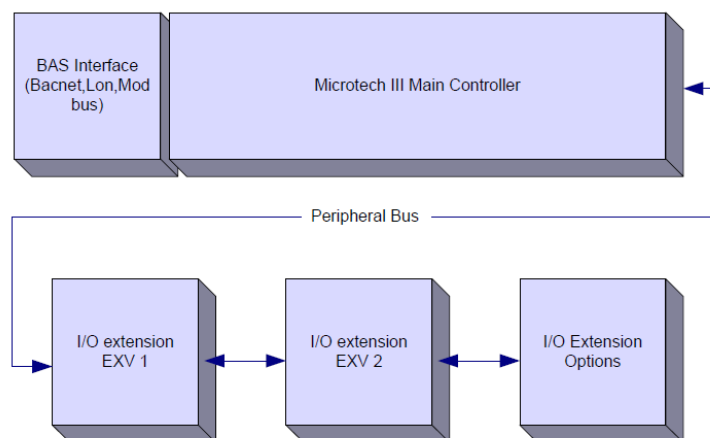 BAS Interface
(Bacnet,Lon,Mod
bus)
Microtech III Main Controller
Peripheral Bus
I/O extension
EXV 1
I/O extension
EXV 2
I/O Extension
Options